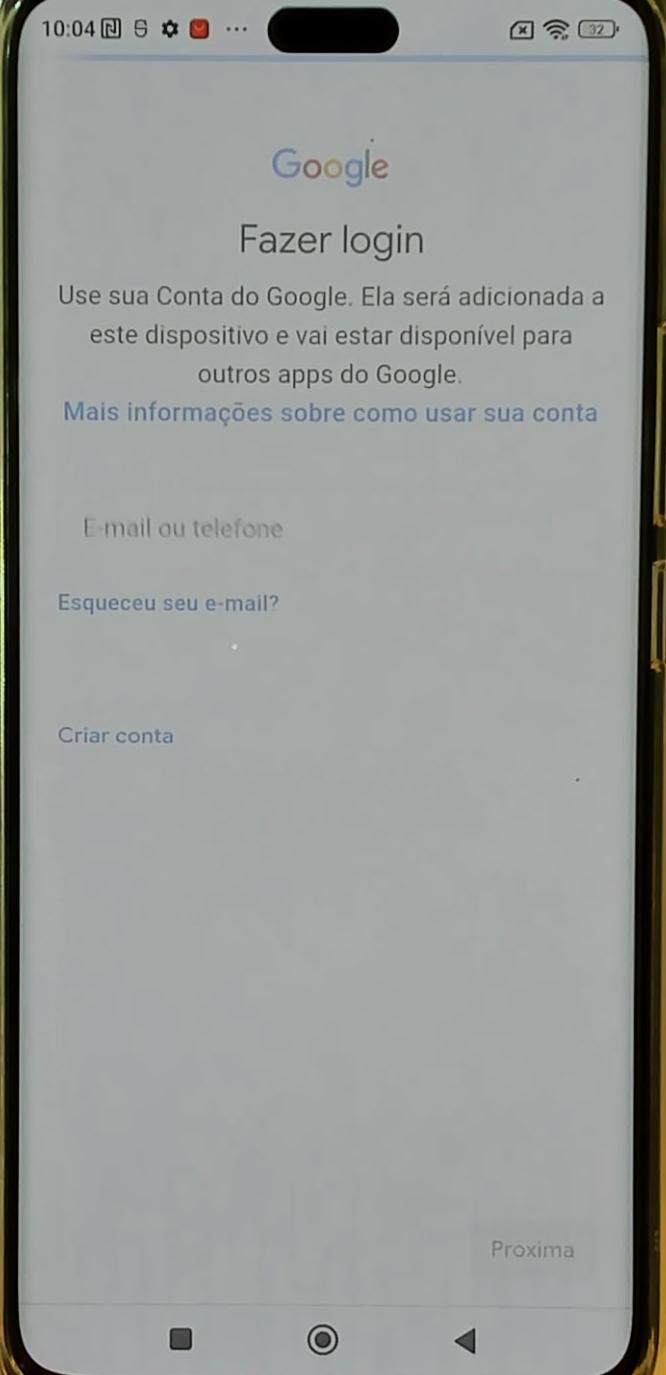 10:04
32
Google
Fazer login
Use sua Conta do Google. Ela será adicionada a
este dispositivo e vai estar disponível para
outros apps do Google.
Mais informações sobre como usar sua conta
E-mail ou telefone
Esqueceu seu e-mail?
Criar conta
Próxima